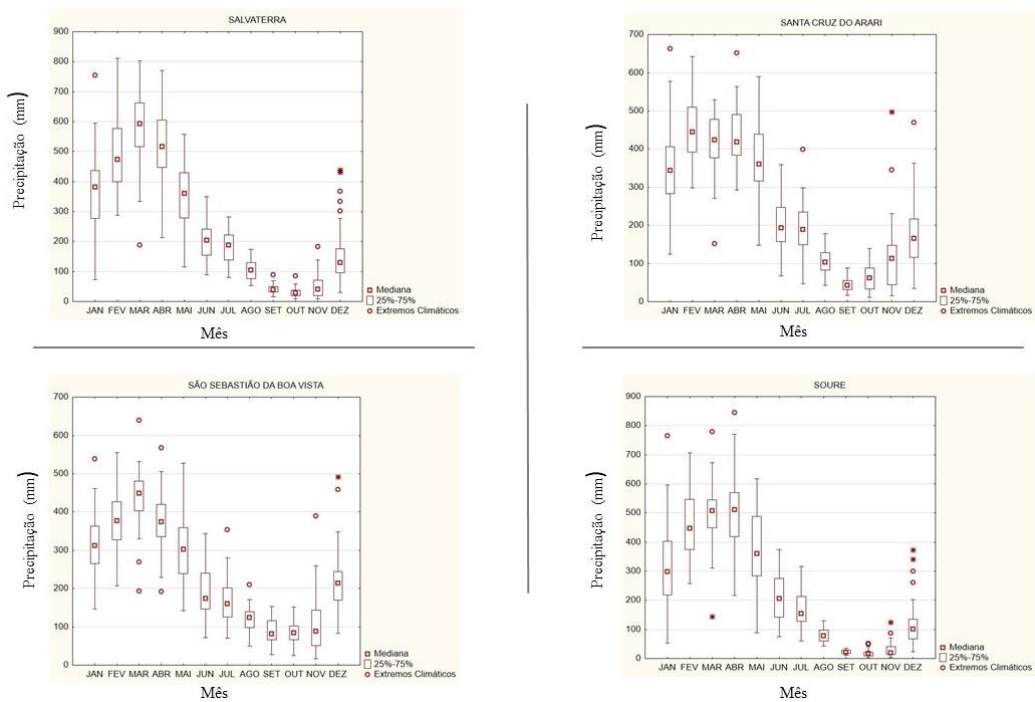 SALVATERRA
Precipitação (mm)
900
800
700
600
500
400
300
200
100
0
JAN FEV MAR ABR MAI JUN JUL AGO SET OUT NOV DEZ
Mês
Mediana
25%-75%
Extremos Climáticos
SANTA CRUZ DO ARARI
Precipitação (mm)
700
600
500
400
300
200
100
0
JAN FEV MAR ABR MAI JUN JUL AGO SET OUT NOV DEZ
Mês
Mediana
25%-75%
Extremos Climáticos
SÃO SEBASTIÃO DA BOA VISTA
Precipitação (mm)
700
600
500
400
300
200
100
0
JAN FEV MAR ABR MAI JUN JUL AGO SET OUT NOV DEZ
Mês
Mediana
25%-75%
Extremos Climáticos
SOURE
Precipitação (mm)
900
800
700
600
500
400
300
200
100
0
JAN FEV MAR ABR MAI JUN JUL AGO SET OUT NOV DEZ
Mês
Mediana
25%-75%
Extremos Climáticos